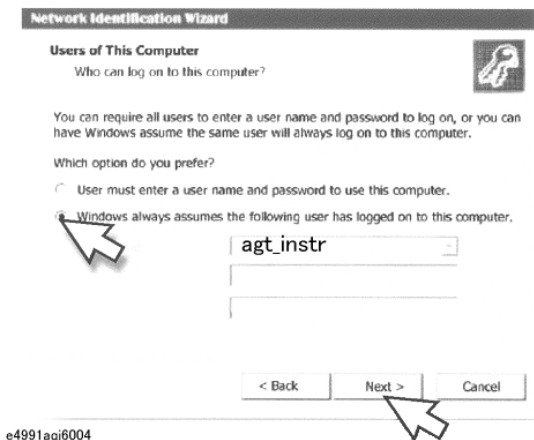 Network Identification Wizard
Users of This Computer
Who can log on to this computer?
You can require all users to enter a user name and password to log on, or you can
have Windows assume the same user will always log on to this computer.
Which option do you prefer?
User must enter a user name and password to use this computer.
Windows always assumes the following user has logged on to this computer.
agt_instr
< Back Next > Cancel
e4991aqj6004